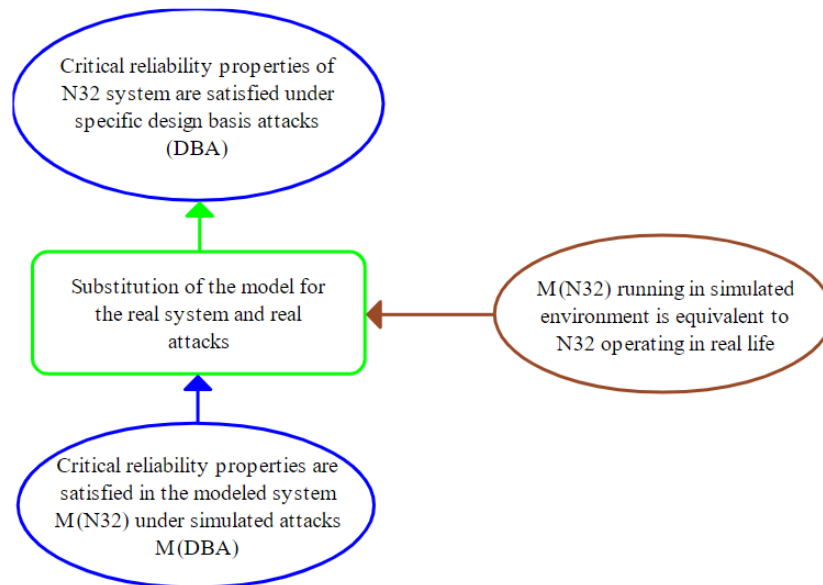 Critical reliability properties of
N32 system are satisfied under
specific design basis attacks
(DBA)
Substitution of the model for
the real system and real
attacks
M(N32) running in simulated
environment is equivalent to
N32 operating in real life
Critical reliability properties are
satisfied in the modeled system
M(N32) under simulated attacks
M(DBA)